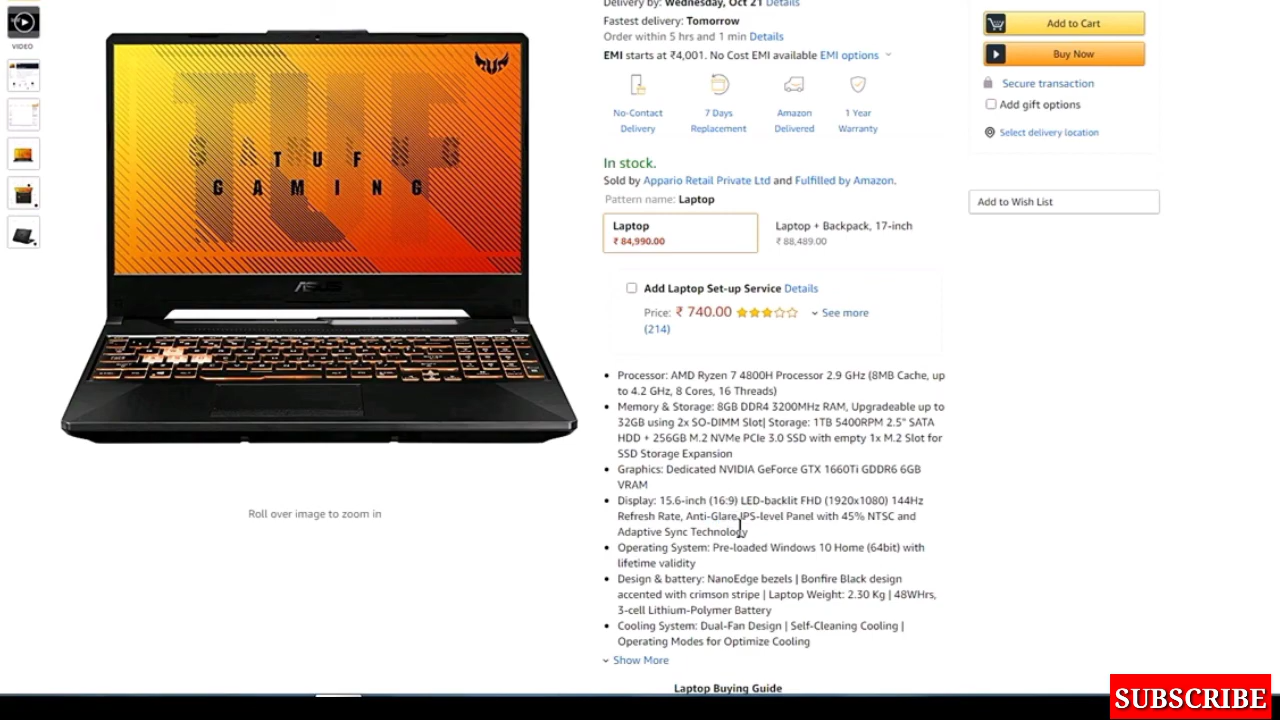 Delivery by: Wednesday, Oct 21 Details
Fastest delivery: Tomorrow
Order within 5 hrs and 1 min Details
EMI starts at ₹4,001. No Cost EMI available EMI options
No-Contact Delivery
7 Days Replacement
Amazon Delivered
1 Year Warranty
In stock.
Sold by Appario Retail Private Ltd and Fulfilled by Amazon.
Pattern name: Laptop
Laptop
₹ 84,990.00
Laptop + Backpack, 17-inch
₹ 88,489.00
Add Laptop Set-up Service Details
Price: ₹ 740.00 See more
(214)
Processor: AMD Ryzen 7 4800H Processor 2.9 GHz (8MB Cache, up
to 4.2 GHz, 8 Cores, 16 Threads)
Memory & Storage: 8GB DDR4 3200MHz RAM, Upgradeable up to
32GB using 2x SO-DIMM Slot| Storage: 1TB 5400RPM 2.5" SATA
HDD + 256GB M.2 NVMe PCIe 3.0 SSD with empty 1x M.2 Slot for
SSD Storage Expansion
Graphics: Dedicated NVIDIA GeForce GTX 1660Ti GDDR6 6GB
VRAM
Display: 15.6-inch (16:9) LED-backlit FHD (1920x1080) 144Hz
Refresh Rate, Anti-Glare IPS-level Panel with 45% NTSC and
Adaptive Sync Technology
Operating System: Pre-loaded Windows 10 Home (64bit) with
lifetime validity
Design & battery: NanoEdge bezels | Bonfire Black design
accented with crimson stripe | Laptop Weight: 2.30 Kg | 48WHrs,
3-cell Lithium-Polymer Battery
Cooling System: Dual-Fan Design | Self-Cleaning Cooling |
Operating Modes for Optimize Cooling
Show More
Laptop Buying Guide
Add to Cart
Buy Now
Secure transaction
Add gift options
Select delivery location
Add to Wish List
VIDEO
TUF
GAMING
ASUS
Roll over image to zoom in
SUBSCRIBE